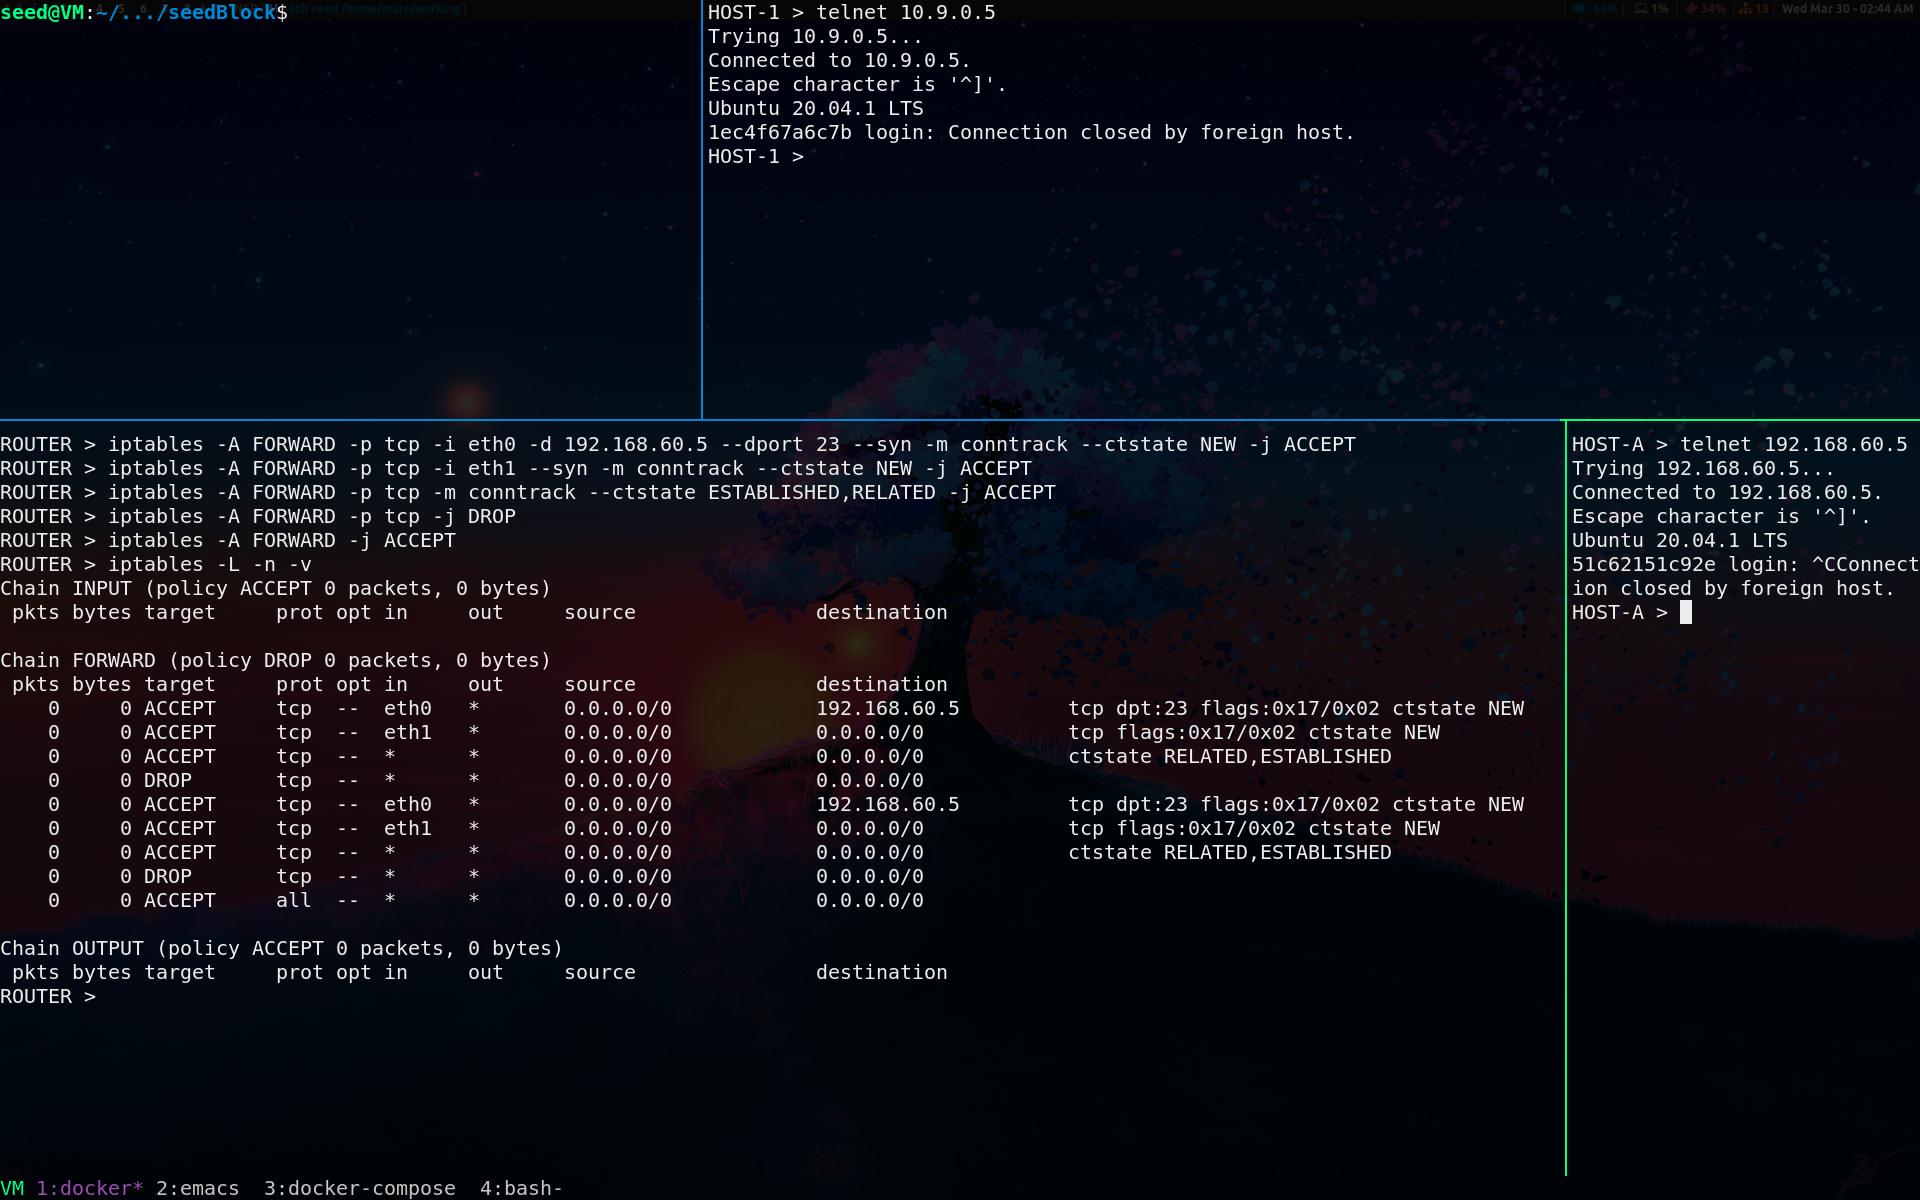 seed@VM:~/.../seedBlock$
ssh seed /home/marc/working |
66% | 1% | 34% | 13 | Wed Mar 30 - 02:44 AM
HOST-1 > telnet 10.9.0.5
Trying 10.9.0.5...
Connected to 10.9.0.5.
Escape character is '^]'.
Ubuntu 20.04.1 LTS
1ec4f67a6c7b login: Connection closed by foreign host.
HOST-1 >
ROUTER > iptables -A FORWARD -p tcp -i eth0 -d 192.168.60.5 --dport 23 --syn -m conntrack --ctstate NEW -j ACCEPT
ROUTER > iptables -A FORWARD -p tcp -i eth1 --syn -m conntrack --ctstate NEW -j ACCEPT
ROUTER > iptables -A FORWARD -p tcp -m conntrack --ctstate ESTABLISHED,RELATED -j ACCEPT
ROUTER > iptables -A FORWARD -p tcp -j DROP
ROUTER > iptables -A FORWARD -j ACCEPT
ROUTER > iptables -L -n -v
Chain INPUT (policy ACCEPT 0 packets, 0 bytes)
 pkts bytes target     prot opt in     out     source               destination

Chain FORWARD (policy DROP 0 packets, 0 bytes)
 pkts bytes target     prot opt in     out     source               destination
    0     0 ACCEPT     tcp  --  eth0   *       0.0.0.0/0            192.168.60.5         tcp dpt:23 flags:0x17/0x02 ctstate NEW
    0     0 ACCEPT     tcp  --  eth1   *       0.0.0.0/0            0.0.0.0/0            tcp flags:0x17/0x02 ctstate NEW
    0     0 ACCEPT     tcp  --  *      *       0.0.0.0/0            0.0.0.0/0            ctstate RELATED,ESTABLISHED
    0     0 DROP       tcp  --  *      *       0.0.0.0/0            0.0.0.0/0
    0     0 ACCEPT     tcp  --  eth0   *       0.0.0.0/0            192.168.60.5         tcp dpt:23 flags:0x17/0x02 ctstate NEW
    0     0 ACCEPT     tcp  --  eth1   *       0.0.0.0/0            0.0.0.0/0            tcp flags:0x17/0x02 ctstate NEW
    0     0 ACCEPT     tcp  --  *      *       0.0.0.0/0            0.0.0.0/0            ctstate RELATED,ESTABLISHED
    0     0 DROP       tcp  --  *      *       0.0.0.0/0            0.0.0.0/0
    0     0 ACCEPT     all  --  *      *       0.0.0.0/0            0.0.0.0/0

Chain OUTPUT (policy ACCEPT 0 packets, 0 bytes)
 pkts bytes target     prot opt in     out     source               destination
ROUTER >
HOST-A > telnet 192.168.60.5
Trying 192.168.60.5...
Connected to 192.168.60.5.
Escape character is '^]'.
Ubuntu 20.04.1 LTS
51c62151c92e login: ^CConnect
ion closed by foreign host.
HOST-A >
VM 1:docker* 2:emacs  3:docker-compose  4:bash-